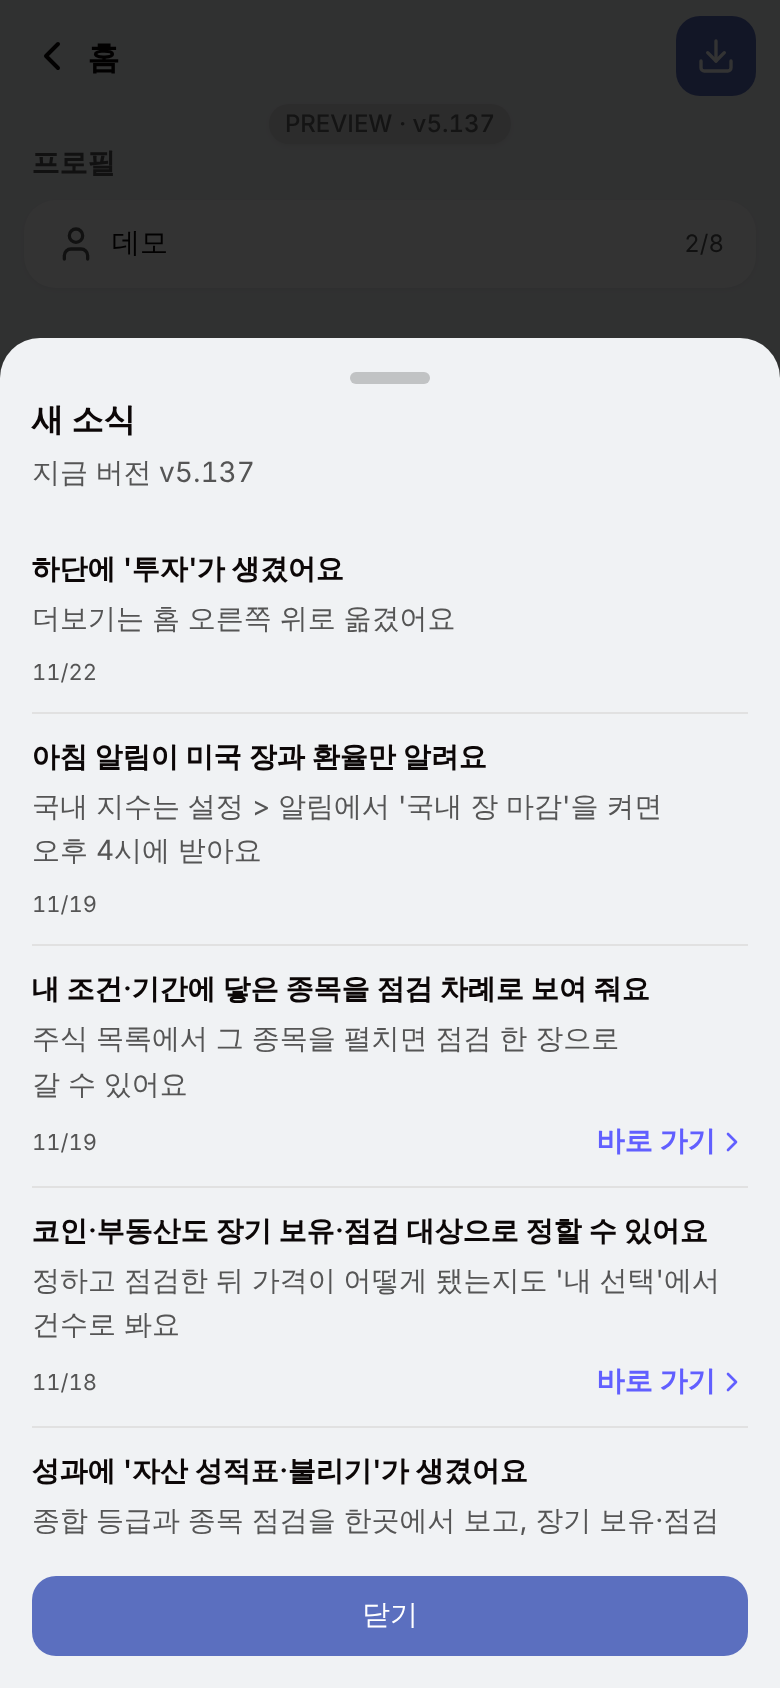 홈
PREVIEW · v5.137
프로필
데모
2/8
새 소식
지금 버전 v5.137
하단에 '투자'가 생겼어요
더보기는 홈 오른쪽 위로 옮겼어요
11/22
아침 알림이 미국 장과 환율만 알려요
국내 지수는 설정 > 알림에서 '국내 장 마감'을 켜면
오후 4시에 받아요
11/19
내 조건·기간에 닿은 종목을 점검 차례로 보여 줘요
주식 목록에서 그 종목을 펼치면 점검 한 장으로
갈 수 있어요
11/19
바로 가기
코인·부동산도 장기 보유·점검 대상으로 정할 수 있어요
정하고 점검한 뒤 가격이 어떻게 됐는지도 '내 선택'에서
건수로 봐요
11/18
바로 가기
성과에 '자산 성적표·불리기'가 생겼어요
종합 등급과 종목 점검을 한곳에서 보고, 장기 보유·점검
닫기